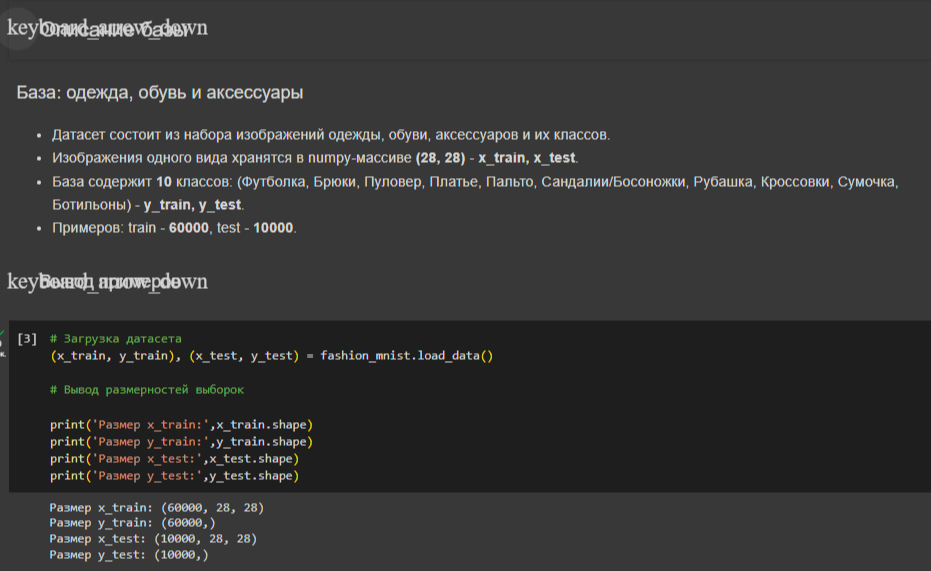 keyboard_arrow_down Описание базы
База: одежда, обувь и аксессуары
• Датасет состоит из набора изображений одежды, обуви, аксессуаров и их классов.
• Изображения одного вида хранятся в numpy-массиве (28, 28) - x_train, x_test.
• База содержит 10 классов: (Футболка, Брюки, Пуловер, Платье, Пальто, Сандалии/Босоножки, Рубашка, Кроссовки, Сумочка,
Ботильоны) - y_train, y_test.
• Примеров: train - 60000, test - 10000.
keyboard_arrow_down Вывод примеров
[3] # Загрузка датасета
(x_train, y_train), (x_test, y_test) = fashion_mnist.load_data()
# Вывод размерностей выборок
print('Размер x_train:',x_train.shape)
print('Размер y_train:',y_train.shape)
print('Размер x_test:',x_test.shape)
print('Размер y_test:',y_test.shape)
Размер x_train: (60000, 28, 28)
Размер y_train: (60000,)
Размер x_test: (10000, 28, 28)
Размер y_test: (10000,)